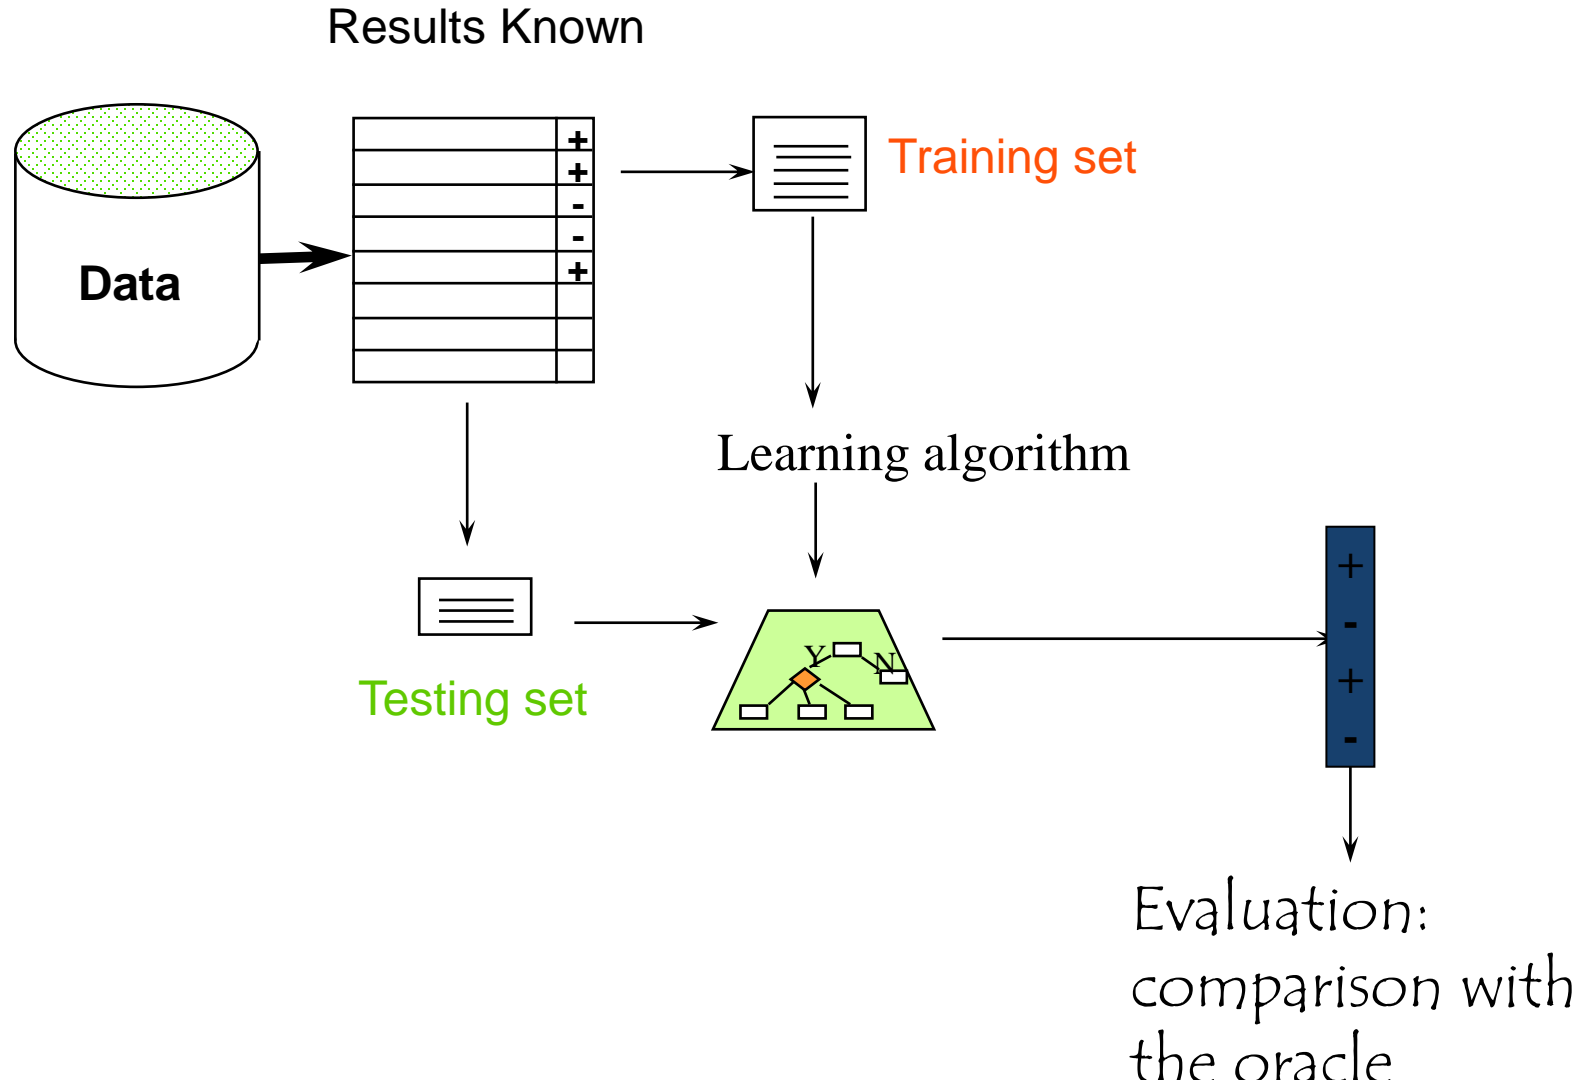 Results Known
+
+
-
-
+
Training set
Data
Learning algorithm
Y
N
Testing set
+
-
+
-
Evaluation:
comparison with
the oracle